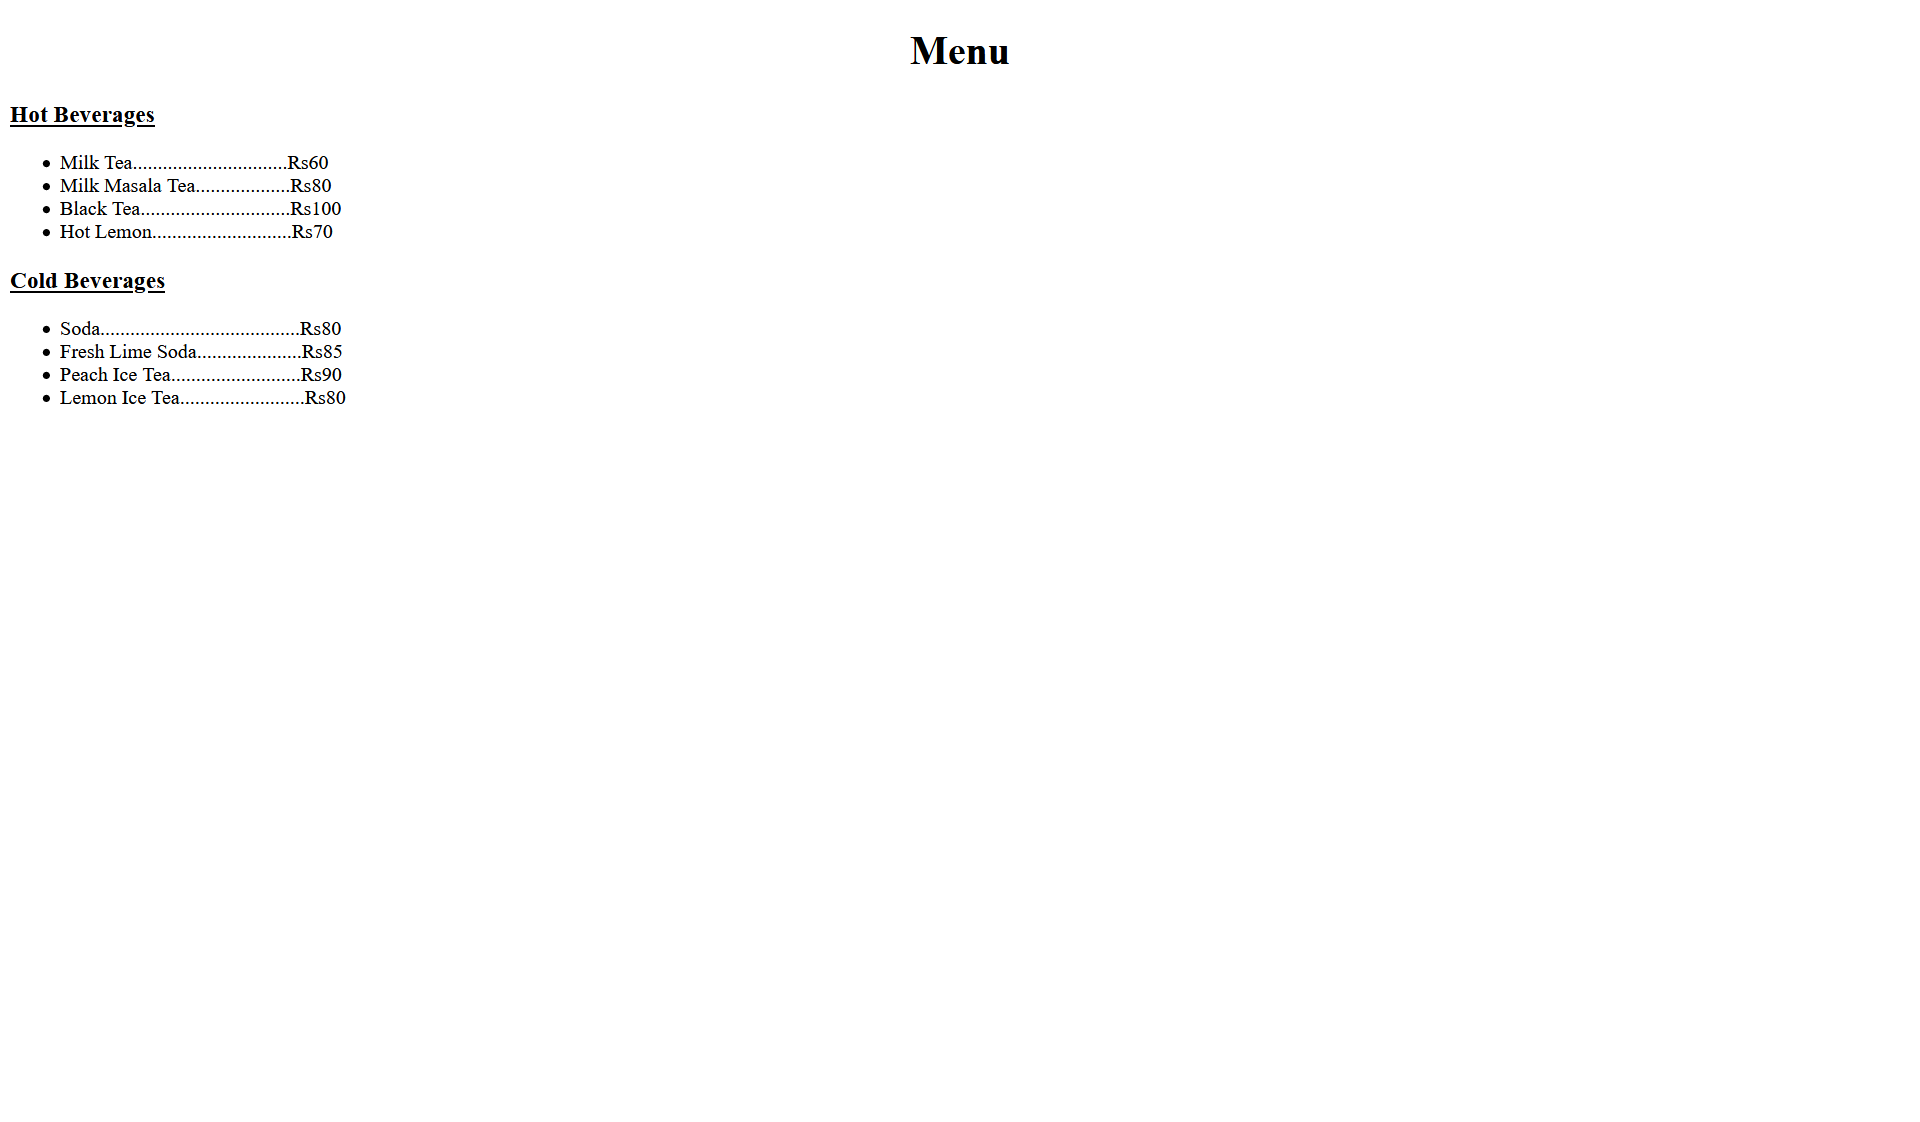 Menu
Hot Beverages
Milk Tea...............................Rs60
Milk Masala Tea...................Rs80
Black Tea..............................Rs100
Hot Lemon............................Rs70
Cold Beverages
Soda........................................Rs80
Fresh Lime Soda.....................Rs85
Peach Ice Tea..........................Rs90
Lemon Ice Tea.........................Rs80